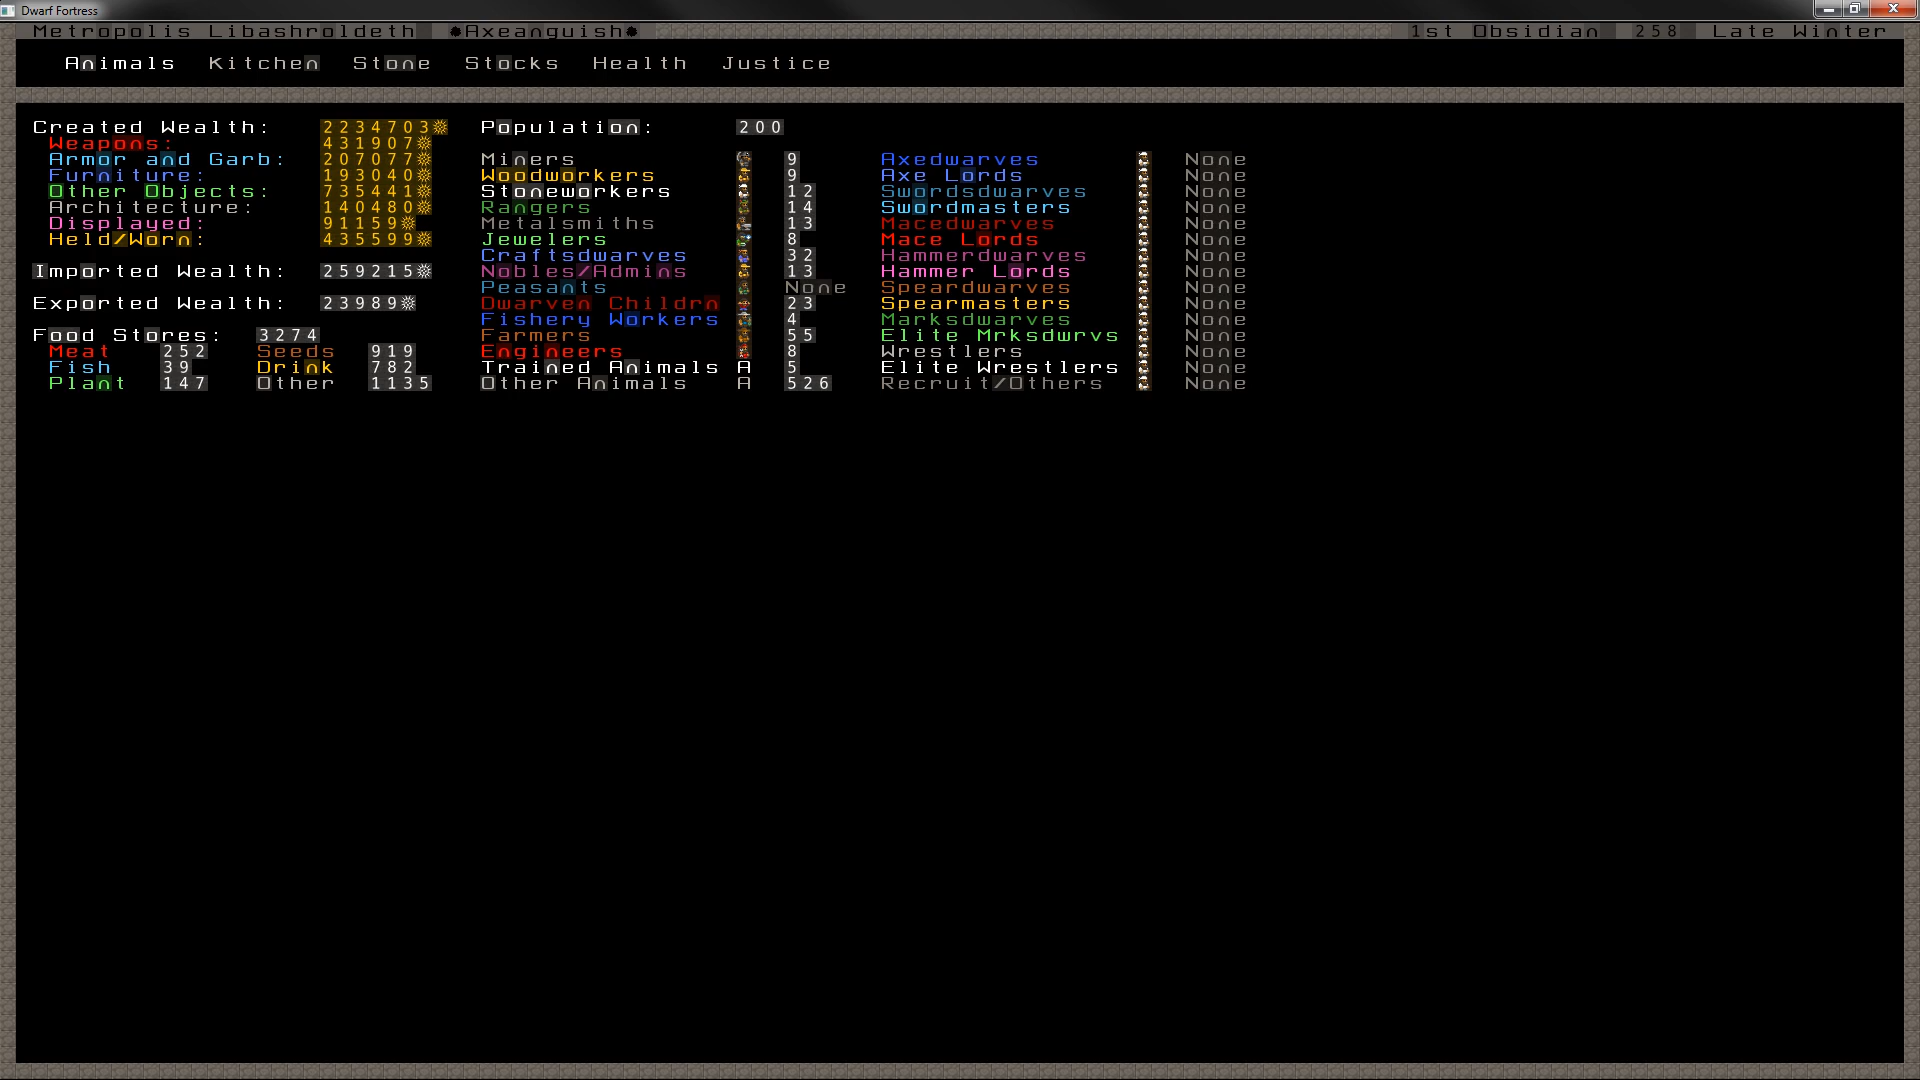 Dwarf Fortress
Metropolis Libashroldeth Axeanguish 1st Obsidian 258 Late Winter
Animals Kitchen Stone Stocks Health Justice
Created Wealth: 2234703☼ Population: 200
Weapons: 431907☼
Armor and Garb: 207077☼ Miners 9 Axedwarves None
Furniture: 193040☼ Woodworkers 9 Axe Lords None
Other Objects: 735441☼ Stoneworkers 12 Swordsdwarves None
Architecture: 140480☼ Rangers 14 Swordmasters None
Displayed: 91159☼ Metalsmiths 13 Macedwarves None
Held/Worn: 435599☼ Jewelers 8 Mace Lords None
Craftsdwarves 32 Hammerdwarves None
Imported Wealth: 259215☼ Nobles/Admins 13 Hammer Lords None
Peasants None Speardwarves None
Exported Wealth: 23989☼ Dwarven Childrn 23 Spearmasters None
Fishery Workers 4 Marksdwarves None
Food Stores: 3274 Farmers 55 Elite Mrksdwrvs None
Meat 252 Seeds 919 Engineers 8 Wrestlers None
Fish 39 Drink 782 Trained Animals A 5 Elite Wrestlers None
Plant 147 Other 1135 Other Animals A 526 Recruit/Others None